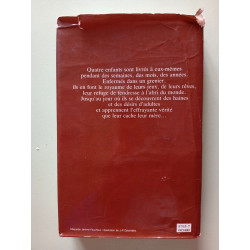 Quatre enfants sont livrés à eux-mêmes
pendant des semaines, des mois, des années.
Enfermés dans un grenier,
ils en font le royaume de leurs jeux, de leurs rêves,
leur refuge de tendresse à l'abri du monde.
Jusqu'au jour où ils se découvrent des haines
et des désirs d'adultes
et apprennent l'effrayante vérité
que leur cache leur mère...